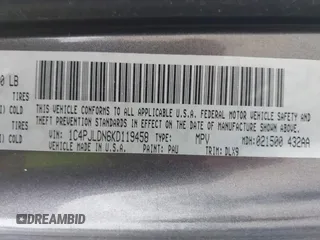 0 LB
TIRES
I) COLD
TIRES
I) COLD
THIS VEHICLE CONFORMS TO ALL APPLICABLE U.S.A. FEDERAL MOTOR VEHICLE SAFETY AND
THEFT PREVENTION STANDARDS IN EFFECT ON THE DATE OF MANUFACTURE SHOWN ABOVE.
VIN: 1C4PJLDN6KD119458 TYPE: MPV MDH: 021500 432AA
VEHICLE MADE IN U.S.A. PAINT: PAU TRIM: DLX9
DREAMBID